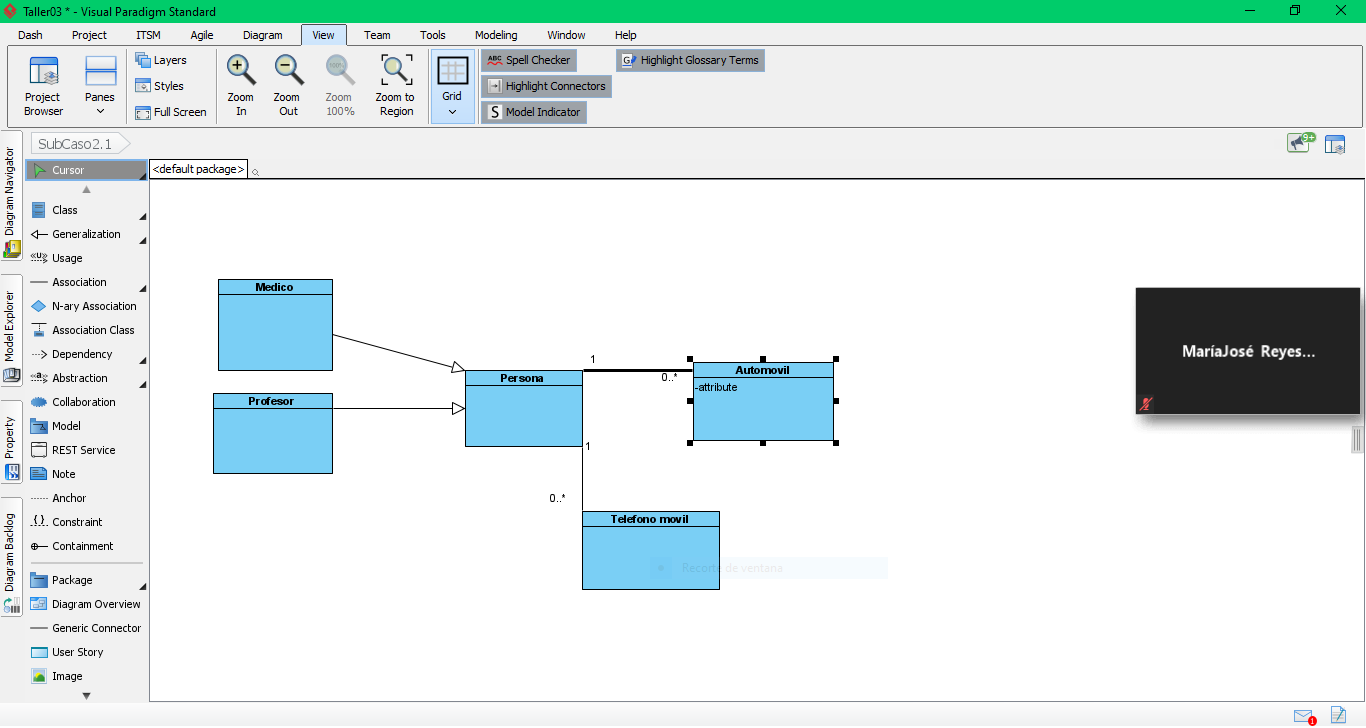 Taller03 * - Visual Paradigm Standard
Dash Project ITSM Agile Diagram View Team Tools Modeling Window Help
Project Browser
Panes
Layers
Styles
Full Screen
Zoom In
Zoom Out
Zoom 100%
Zoom to Region
Grid
ABC Spell Checker
Highlight Connectors
S Model Indicator
G Highlight Glossary Terms
SubCaso2.1
9+
Diagram Navigator
Model Explorer
Property
Diagram Backlog
Cursor
Class
Generalization
«U» Usage
Association
N-ary Association
Association Class
Dependency
«a» Abstraction
Collaboration
Model
REST Service
Note
Anchor
{} Constraint
Containment
Package
Diagram Overview
Generic Connector
User Story
Image
<default package>
Medico
Profesor
Persona
1
0..*
Automovil
-attribute
1
0..*
Telefono movil
Recorte de ventana
MaríaJosé Reyes...
1